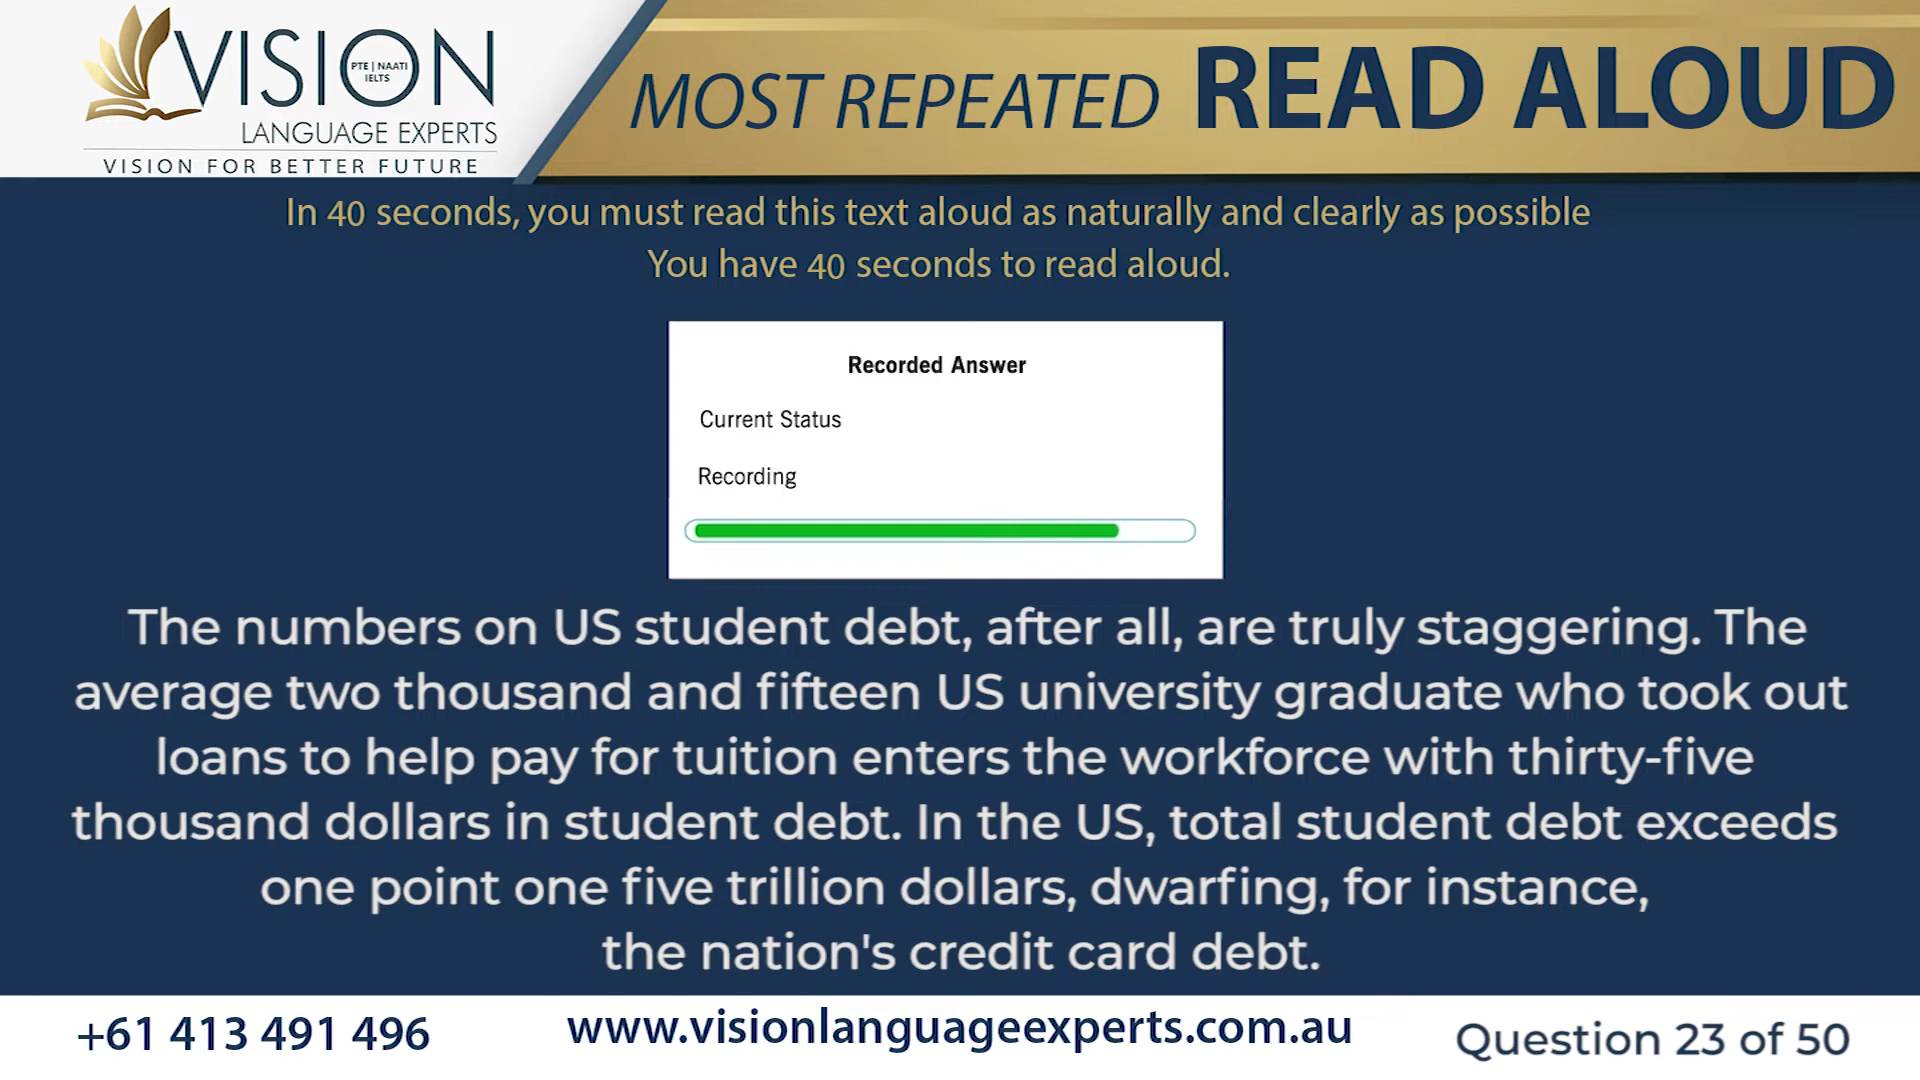 VISION
PTE | NAATI
IELTS
LANGUAGE EXPERTS
VISION FOR BETTER FUTURE
MOST REPEATED READ ALOUD
In 40 seconds, you must read this text aloud as naturally and clearly as possible
You have 40 seconds to read aloud.
Recorded Answer
Current Status
Recording
The numbers on US student debt, after all, are truly staggering. The
average two thousand and fifteen US university graduate who took out
loans to help pay for tuition enters the workforce with thirty-five
thousand dollars in student debt. In the US, total student debt exceeds
one point one five trillion dollars, dwarfing, for instance,
the nation's credit card debt.
+61 413 491 496
www.visionlanguageexperts.com.au
Question 23 of 50